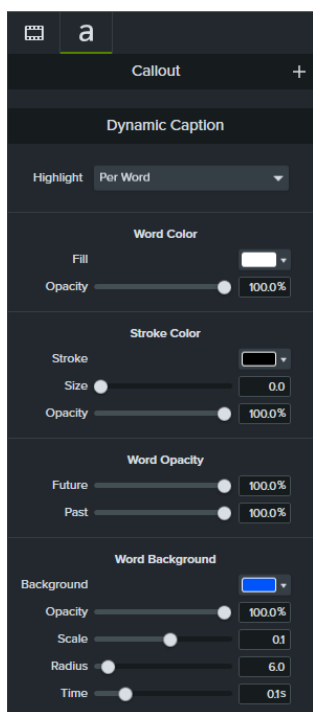 a
Callout +
Dynamic Caption
Highlight Per Word
Word Color
Fill
Opacity 100.0%
Stroke Color
Stroke
Size 0.0
Opacity 100.0%
Word Opacity
Future 100.0%
Past 100.0%
Word Background
Background
Opacity 100.0%
Scale 0.1
Radius 6.0
Time 0.1s